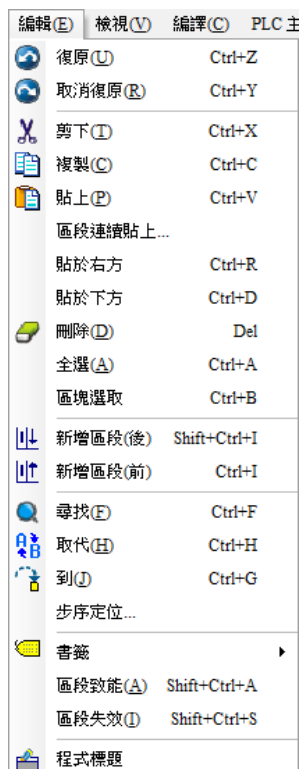 編輯(E) 檢視(V) 編譯(C) PLC 主
復原(U) Ctrl+Z
取消復原(R) Ctrl+Y
剪下(T) Ctrl+X
複製(C) Ctrl+C
貼上(P) Ctrl+V
區段連續貼上...
貼於右方 Ctrl+R
貼於下方 Ctrl+D
刪除(D) Del
全選(A) Ctrl+A
區塊選取 Ctrl+B
新增區段(後) Shift+Ctrl+I
新增區段(前) Ctrl+I
尋找(F) Ctrl+F
取代(H) Ctrl+H
到(J) Ctrl+G
步序定位...
書籤
區段致能(A) Shift+Ctrl+A
區段失效(I) Shift+Ctrl+S
程式標題